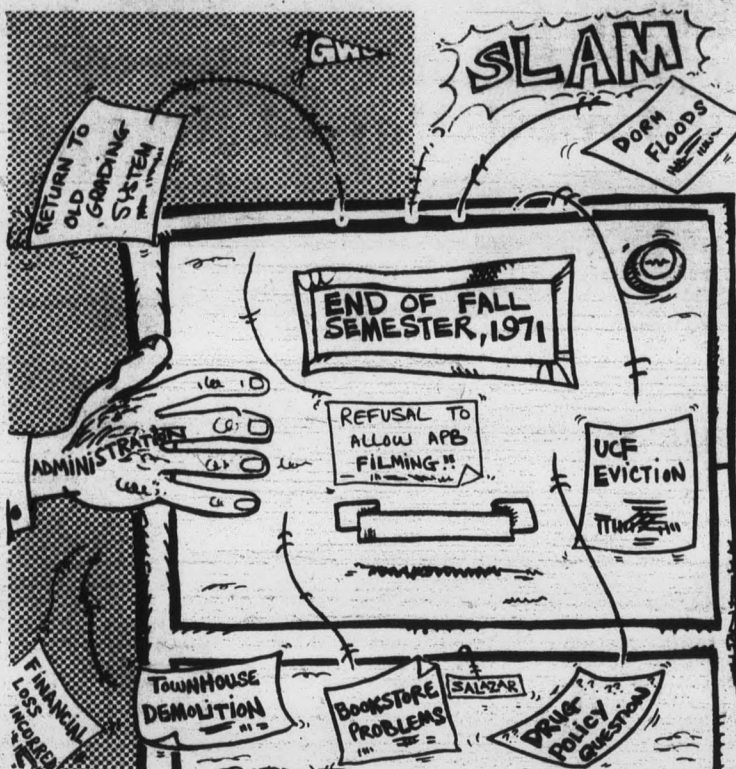 GW
SLAM
RETURN TO
OLD
GRADING
SYSTEM
DORM
FLOODS
END OF FALL
SEMESTER, 1971
REFUSAL TO
ALLOW APB
FILMING!!
ADMINISTRATION
UCF
EVICTION
FINANCIAL
LOSS
TOWNHOUSE
DEMOLITION
BOOKSTORE
PROBLEMS
SALAZAR
DRUG
POLICY
QUESTION